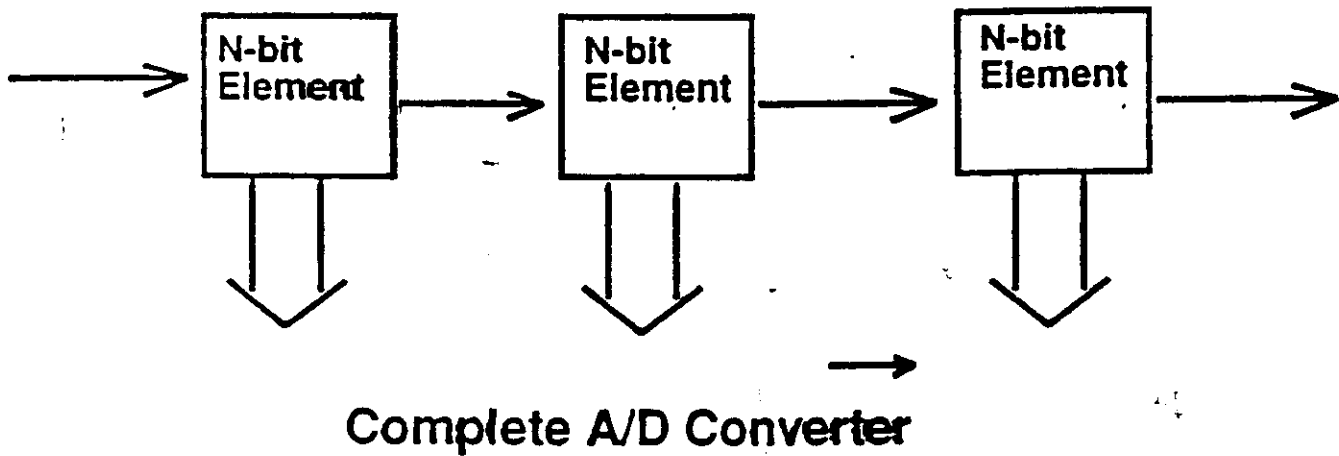 N-bit
Element
N-bit
Element
N-bit
Element
Complete A/D Converter